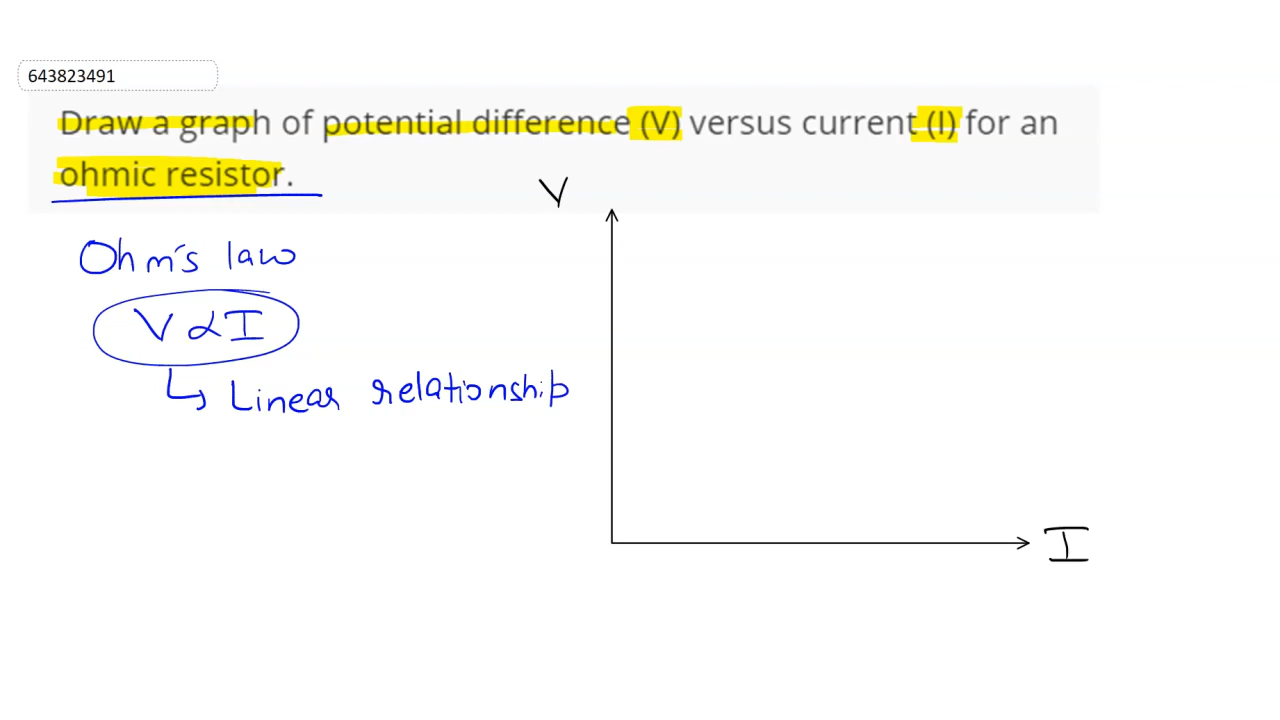 643823491
Draw a graph of potential difference (V) versus current (I) for an
ohmic resistor.
V
Ohm's law
V ∝ I
Linear relationship
I